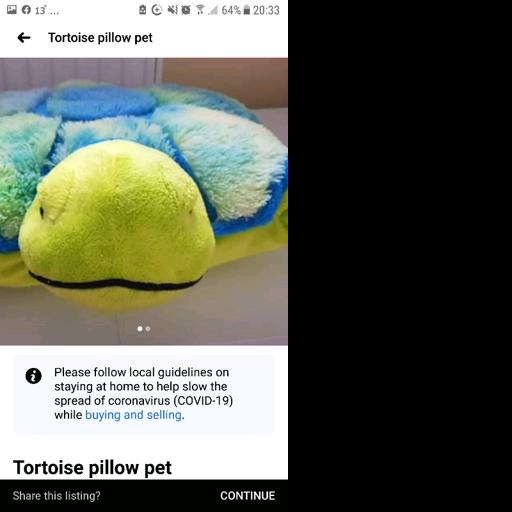 13° ... 64% 20:33
Tortoise pillow pet
Please follow local guidelines on
staying at home to help slow the
spread of coronavirus (COVID-19)
while buying and selling.
Tortoise pillow pet
Share this listing? CONTINUE